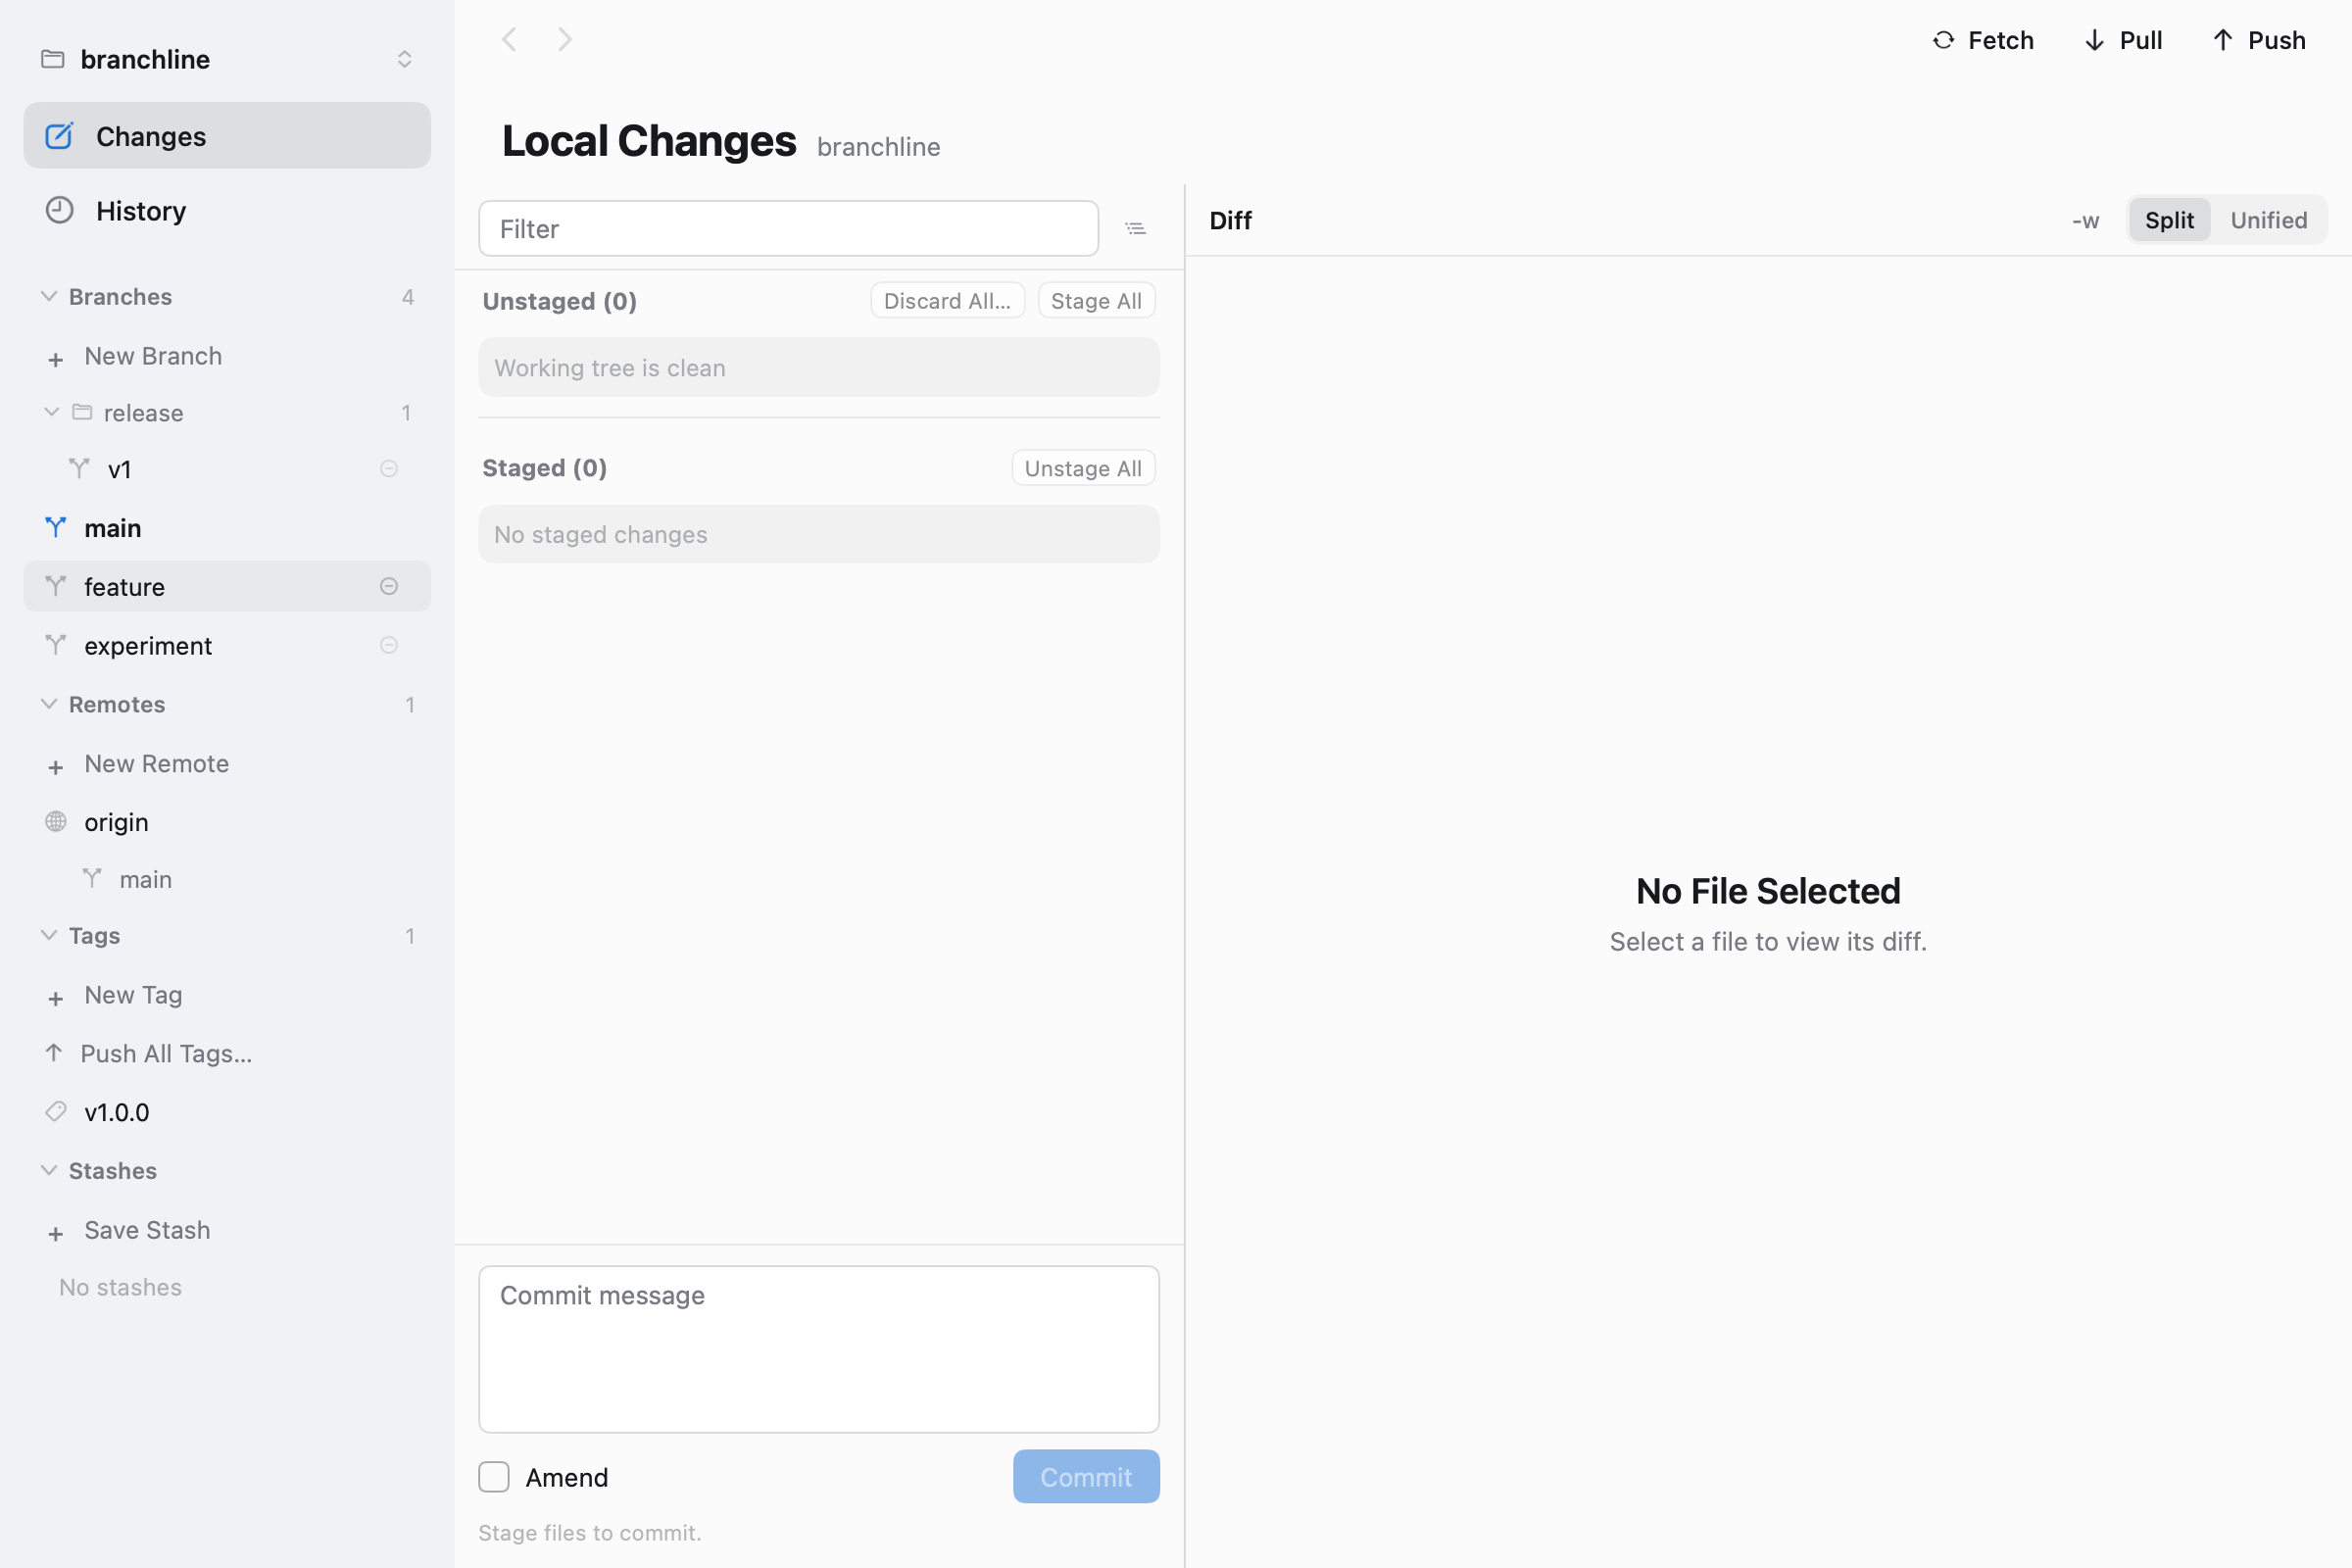 branchline
Changes
History
Branches 4
New Branch
release 1
v1
main
feature
experiment
Remotes 1
New Remote
origin
main
Tags 1
New Tag
Push All Tags...
v1.0.0
Stashes
Save Stash
No stashes
Fetch Pull Push
Local Changes branchline
Filter
Unstaged (0) Discard All... Stage All
Working tree is clean
Staged (0) Unstage All
No staged changes
Commit message
Amend Commit
Stage files to commit.
Diff -w Split Unified
No File Selected
Select a file to view its diff.